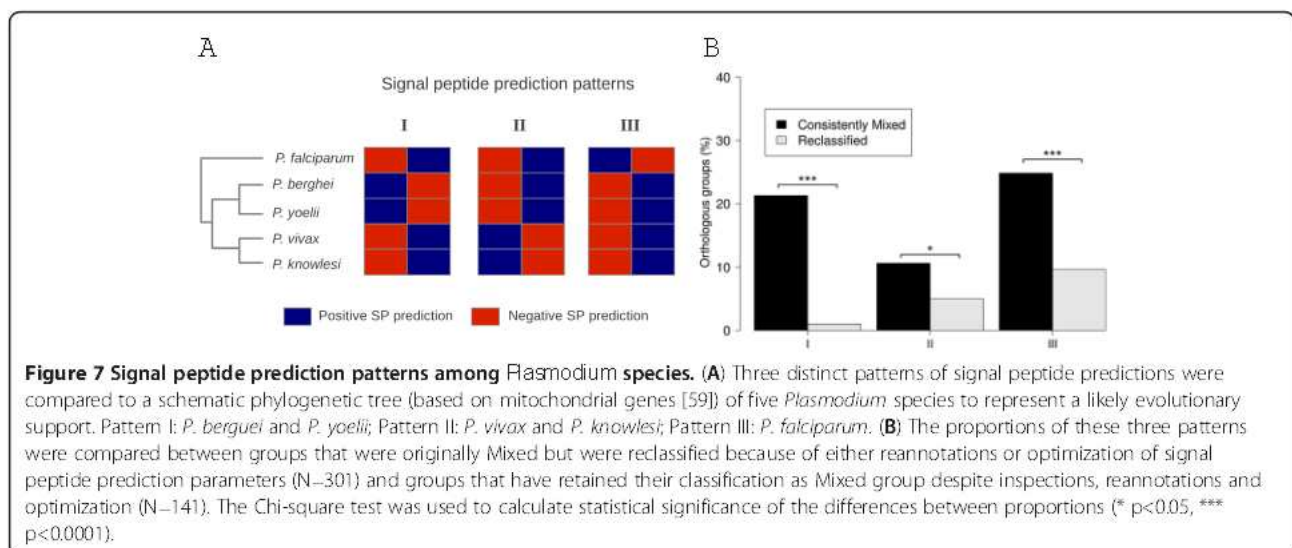 A
B
Signal peptide prediction patterns
I II III
P. falciparum
P. berghei
P. yoelii
P. vivax
P. knowlesi
Positive SP prediction Negative SP prediction
Orthologous groups (%)
40
30
20
10
0
Consistently Mixed
Reclassified
***
*
***
I II III
Figure 7 Signal peptide prediction patterns among Plasmodium species. (A) Three distinct patterns of signal peptide predictions were
compared to a schematic phylogenetic tree (based on mitochondrial genes [59]) of five Plasmodium species to represent a likely evolutionary
support. Pattern I: P. berguei and P. yoelii; Pattern II: P. vivax and P. knowlesi; Pattern III: P. falciparum. (B) The proportions of these three patterns
were compared between groups that were originally Mixed but were reclassified because of either reannotations or optimization of signal
peptide prediction parameters (N–301) and groups that have retained their classification as Mixed group despite inspections, reannotations and
optimization (N–141). The Chi-square test was used to calculate statistical significance of the differences between proportions (* p<0.05, ***
p<0.0001).